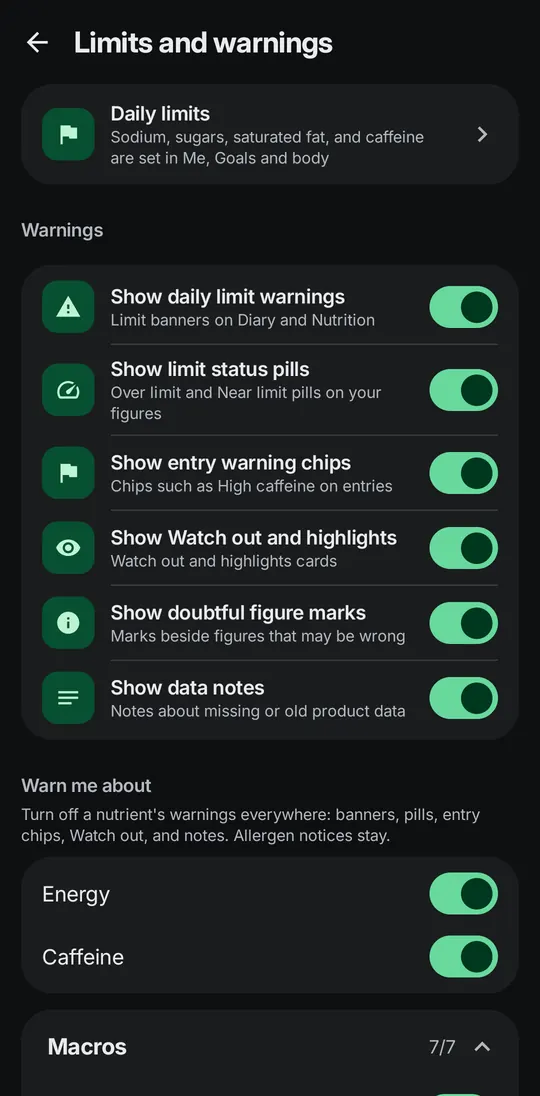 Limits and warnings
Daily limits
Sodium, sugars, saturated fat, and caffeine
are set in Me, Goals and body
Warnings
Show daily limit warnings
Limit banners on Diary and Nutrition
Show limit status pills
Over limit and Near limit pills on your
figures
Show entry warning chips
Chips such as High caffeine on entries
Show Watch out and highlights
Watch out and highlights cards
Show doubtful figure marks
Marks beside figures that may be wrong
Show data notes
Notes about missing or old product data
Warn me about
Turn off a nutrient's warnings everywhere: banners, pills, entry
chips, Watch out, and notes. Allergen notices stay.
Energy
Caffeine
Macros 7/7